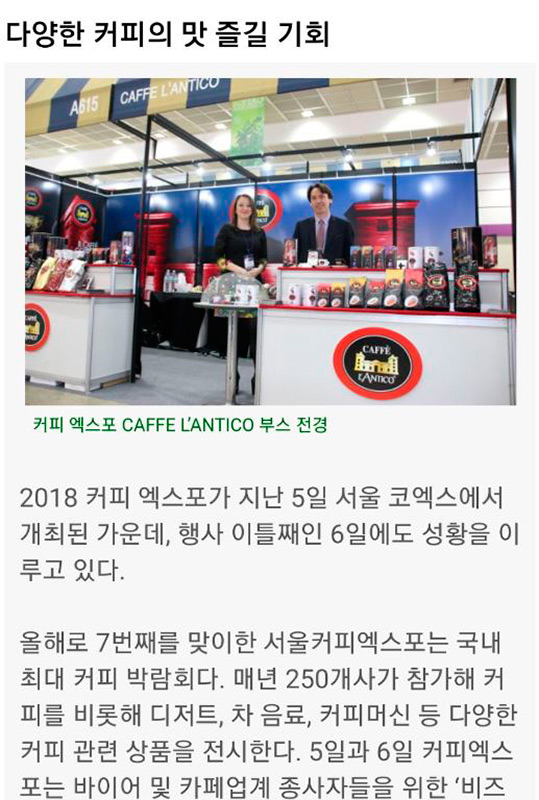 다양한 커피의 맛 즐길 기회
A615
CAFFE L'ANTICO
CAFFÈ
L'ANTICO
커피 엑스포 CAFFE L'ANTICO 부스 전경
2018 커피 엑스포가 지난 5일 서울 코엑스에서
개최된 가운데, 행사 이틀째인 6일에도 성황을 이
루고 있다.
올해로 7번째를 맞이한 서울커피엑스포는 국내
최대 커피 박람회다. 매년 250개사가 참가해 커
피를 비롯해 디저트, 차 음료, 커피머신 등 다양한
커피 관련 상품을 전시한다. 5일과 6일 커피엑스
포는 바이어 및 카페업계 종사자들을 위한 ‘비즈